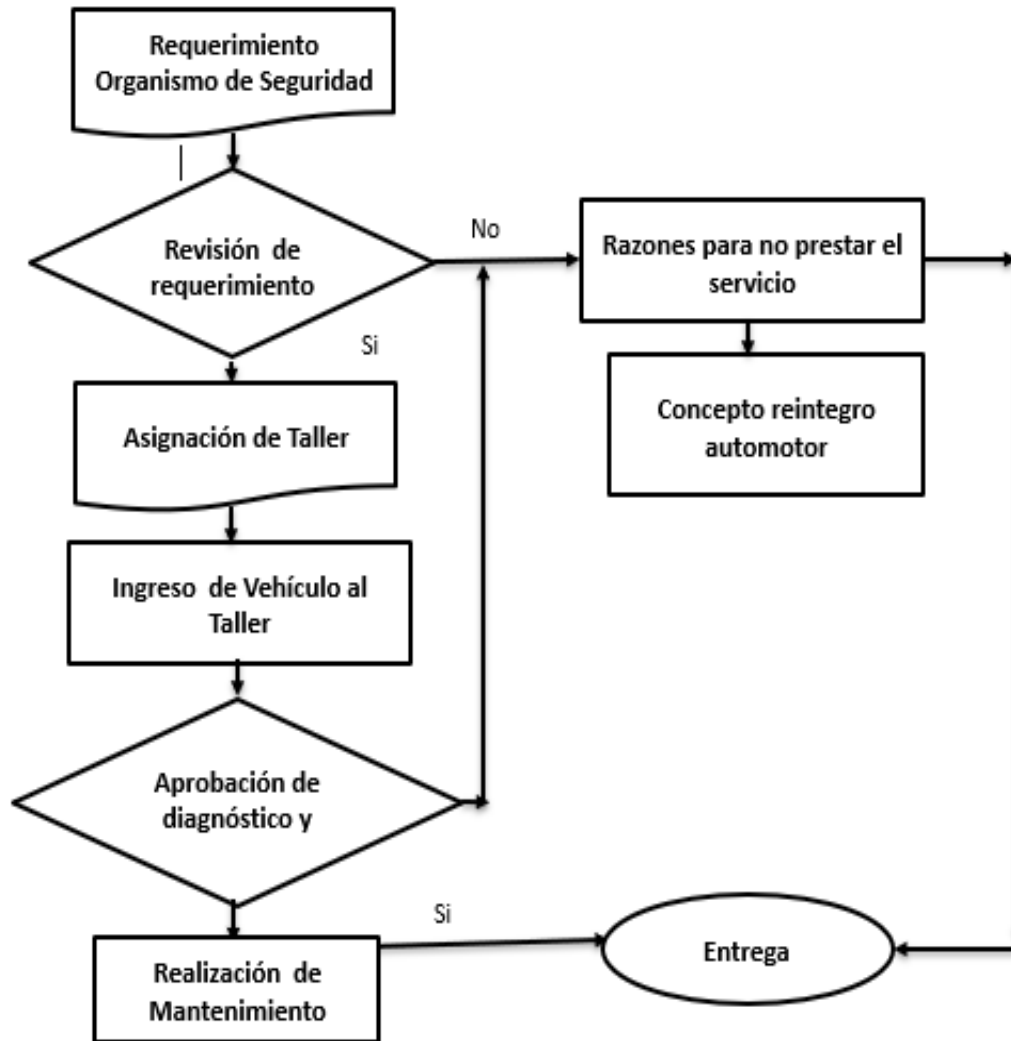 Requerimiento
Organismo de Seguridad
Revisión de
requerimiento
No
Razones para no prestar el
servicio
Si
Concepto reintegro
automotor
Asignación de Taller
Ingreso de Vehículo al
Taller
Aprobación de
diagnóstico y
Si
Entrega
Realización de
Mantenimiento